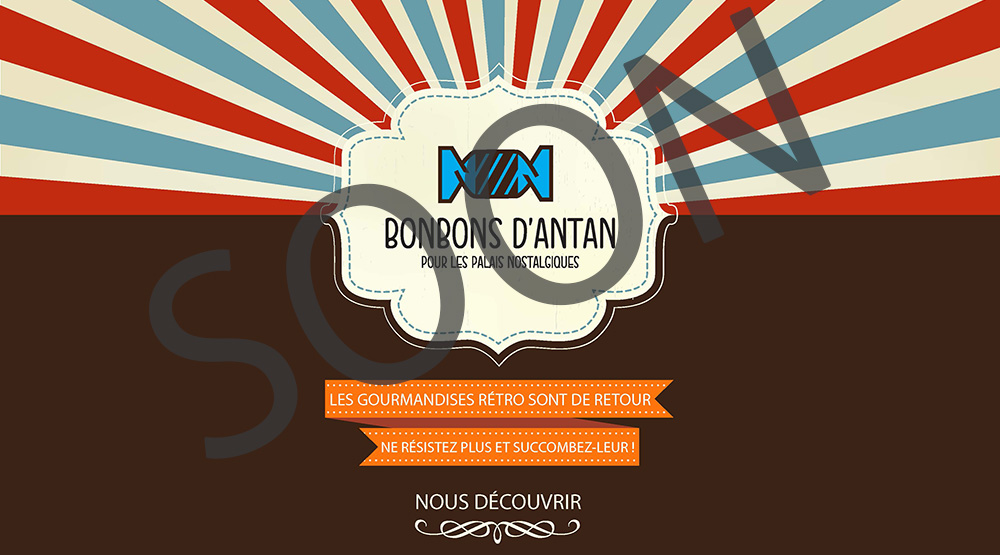 SOON
BONBONS D'ANTAN
POUR LES PALAIS NOSTALGIQUES
LES GOURMANDISES RÉTRO SONT DE RETOUR
NE RÉSISTEZ PLUS ET SUCCOMBEZ-LEUR !
NOUS DÉCOUVRIR